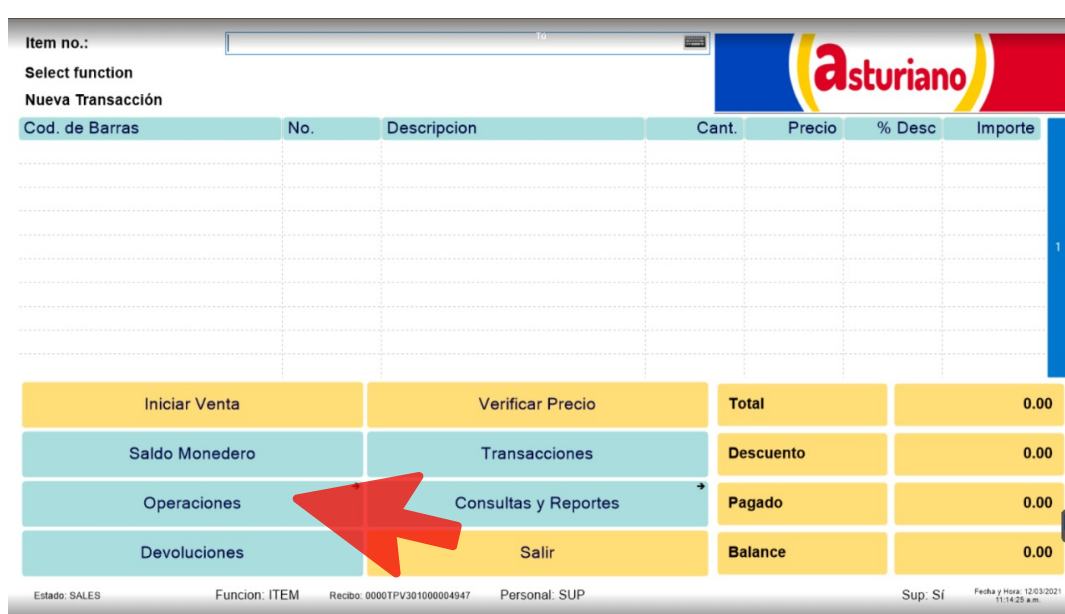 Item no.: Tú
Select function
asturiano
Nueva Transacción
Cod. de Barras No. Descripcion Cant. Precio % Desc Importe
1
Iniciar Venta Verificar Precio Total 0.00
Saldo Monedero Transacciones Descuento 0.00
Operaciones Consultas y Reportes Pagado 0.00
Devoluciones Salir Balance 0.00
Estado: SALES Funcion: ITEM Recibo: 0000TPV301000004947 Personal: SUP Sup: Sí Fecha y Hora: 12/03/2021
11:14:25 a.m.